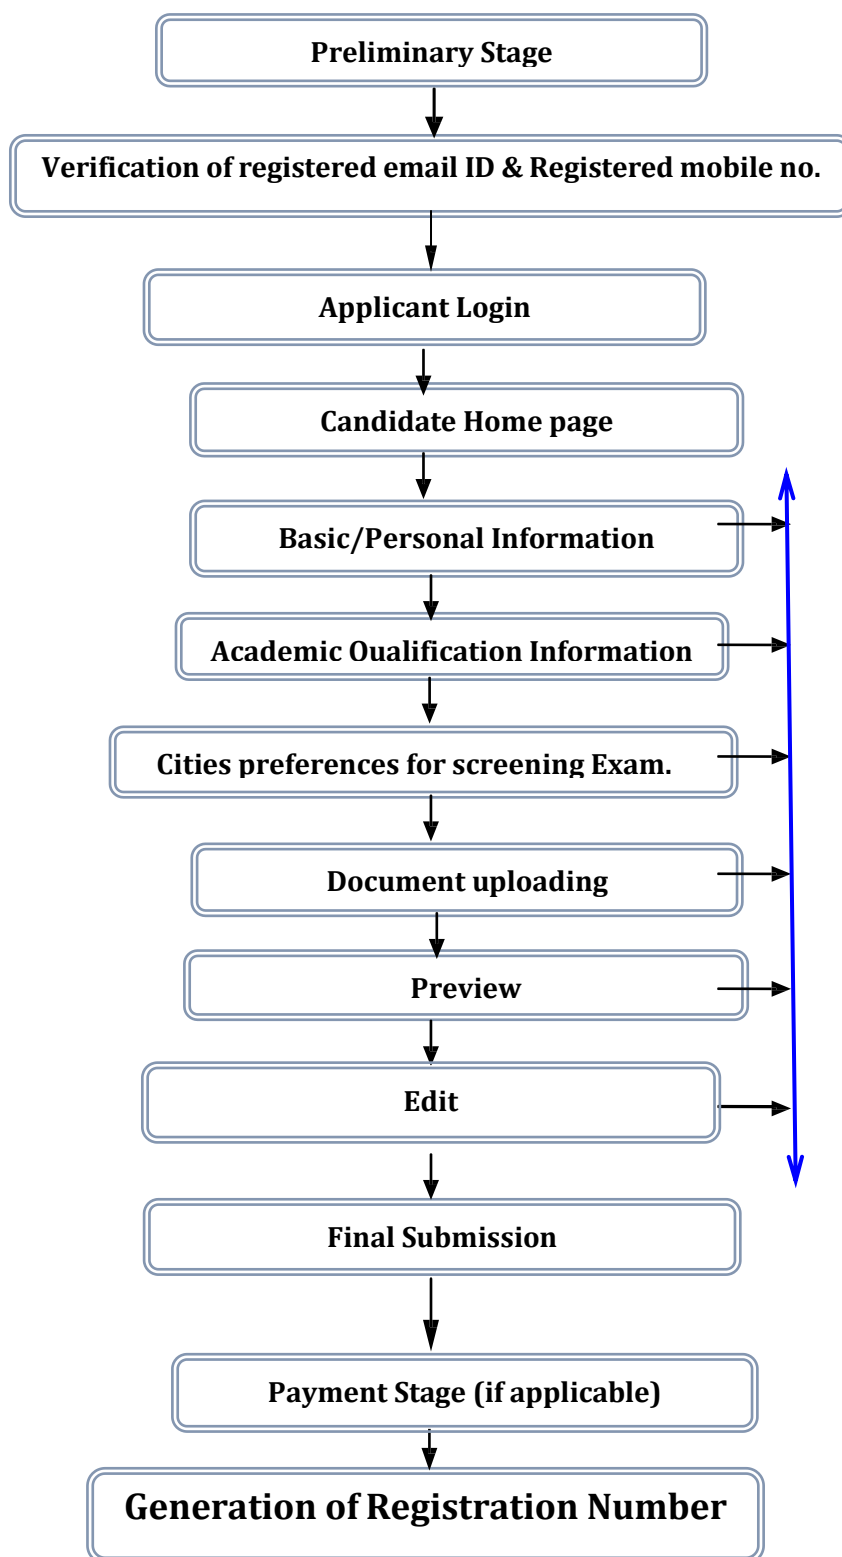 Preliminary Stage
Verification of registered email ID & Registered mobile no.
Applicant Login
Candidate Home page
Basic/Personal Information
Academic Qualification Information
Cities preferences for screening Exam.
Document uploading
Preview
Edit
Final Submission
Payment Stage (if applicable)
Generation of Registration Number